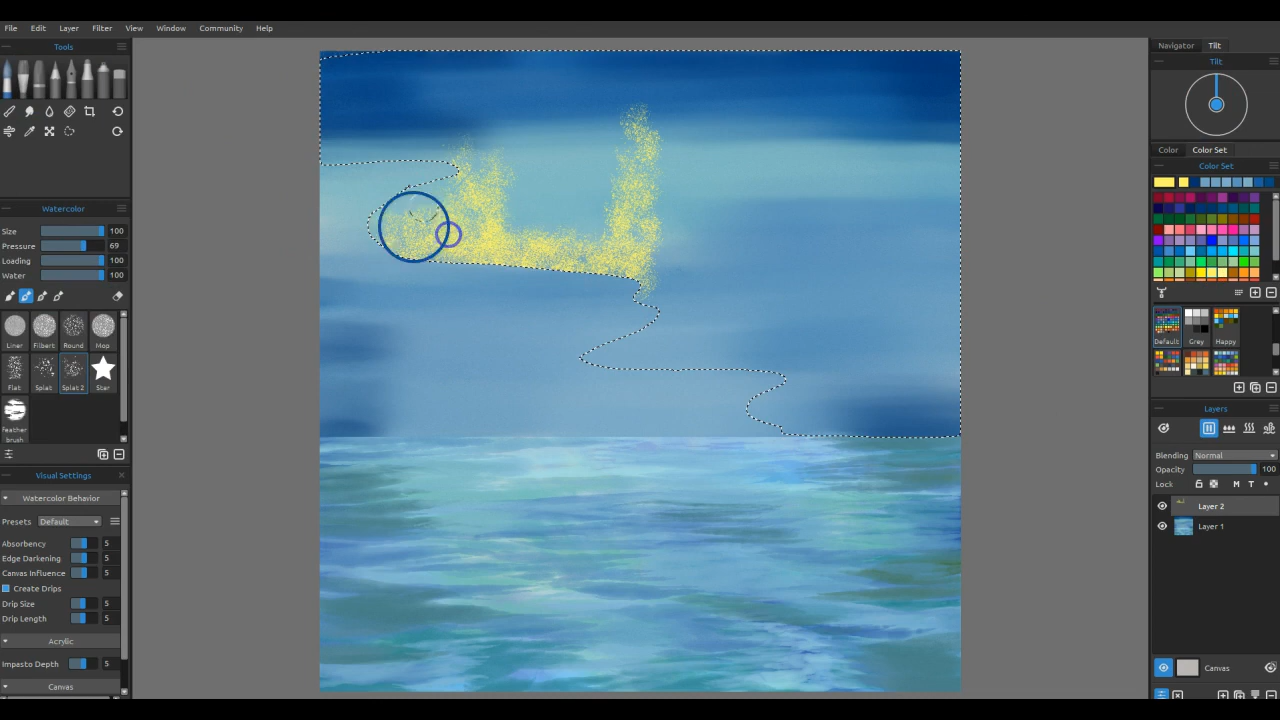 File Edit Layer Filter View Window Community Help
Tools
Watercolor
Size 100
Pressure 69
Loading 100
Water 100
Liner Filbert Round Mop
Flat Splat Splat 2 Star
Feather brush
Visual Settings
Watercolor Behavior
Presets Default
Absorbency 5
Edge Darkening 5
Canvas Influence 5
Create Drips
Drip Size 5
Drip Length 5
Acrylic
Impasto Depth 5
Canvas
Navigator Tilt
Tilt
Color Color Set
Color Set
Default Grey Happy
Layers
Blending Normal
Opacity 100
Lock M T
Layer 2
Layer 1
Canvas